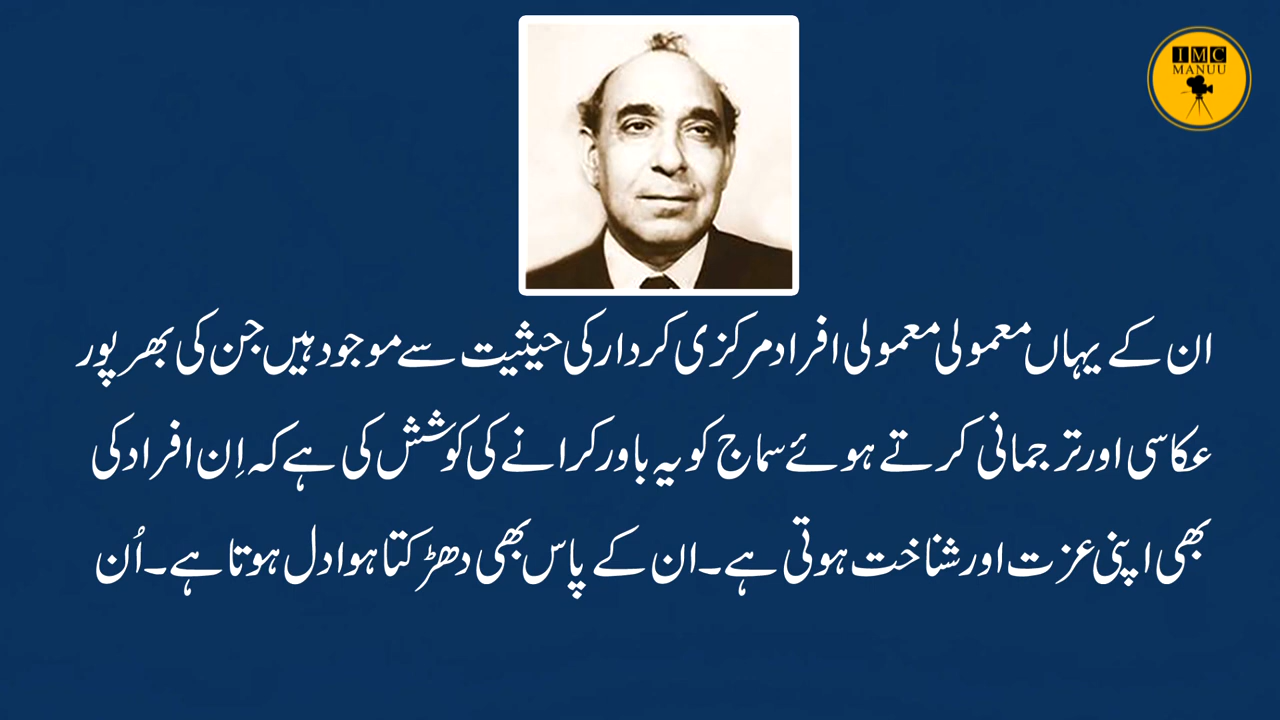 IMC
MANUU
ان کے یہاں معمولی معمولی افراد مرکزی کردار کی حیثیت سے موجود ہیں جن کی بھر پور
عکاسی اور ترجمانی کرتے ہوئے سماج کو یہ باور کرانے کی کوشش کی ہے کہ اِن افراد کی
بھی اپنی عزت اور شناخت ہوتی ہے۔ ان کے پاس بھی دھڑکتا ہوا دل ہوتا ہے۔ اُن